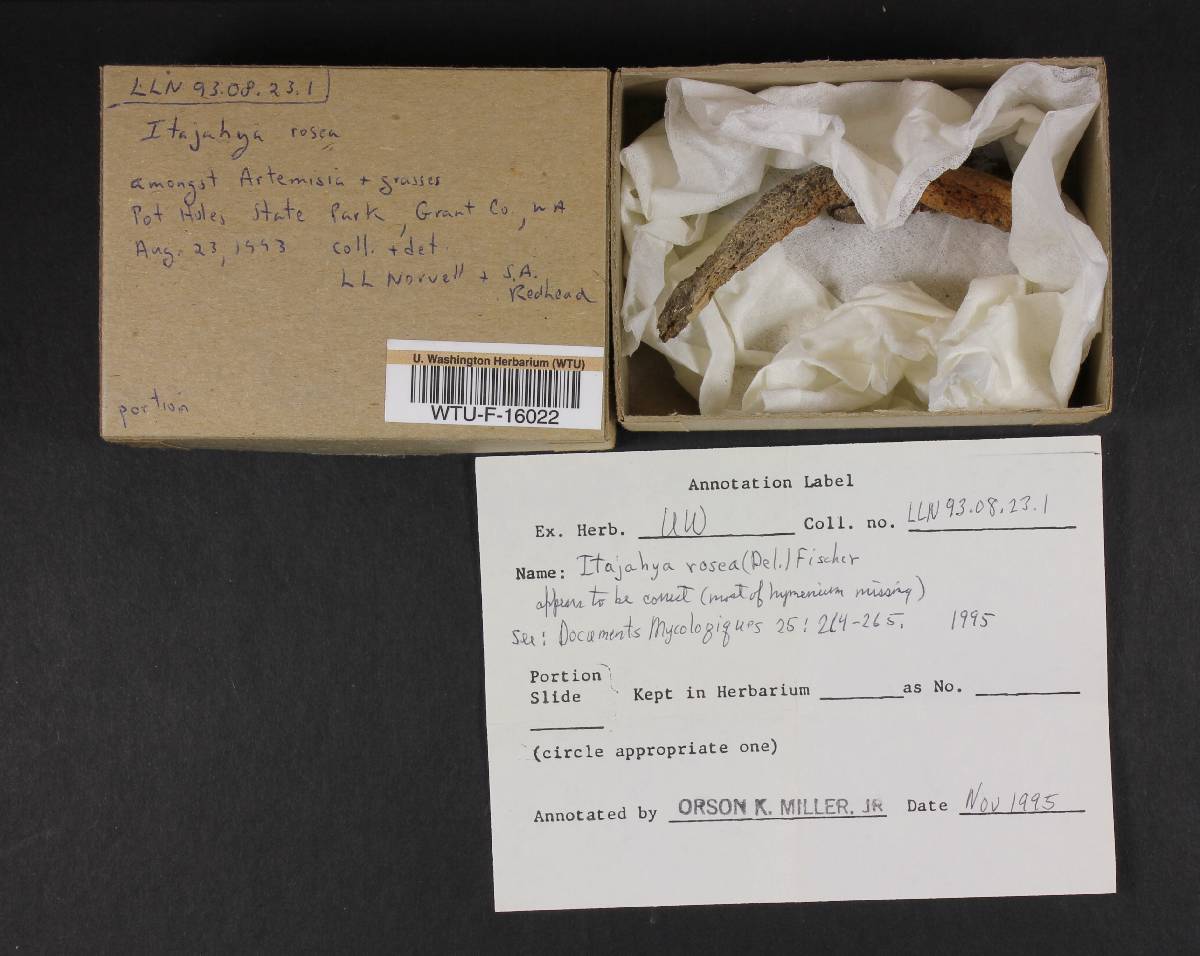 LLN 93.08.23.1
Itajahya rosea
amongst Artemisia + grasses
Pot Holes State Park, Grant Co., WA
Aug. 23, 1993 coll. + det.
LL Norvell + S.A.
Redhead
portion
U. Washington Herbarium (WTU)
WTU-F-16022
Annotation Label
Ex. Herb. UW Coll. no. LLN 93.08.23.1
Name: Itajahya rosea (Del.) Fischer
appears to be correct (most of hymenium missing)
See: Documents Mycologiques 25: 264-265. 1995
Portion
Slide Kept in Herbarium ______ as No. ______
(circle appropriate one)
Annotated by ORSON K. MILLER, JR Date Nov 1995